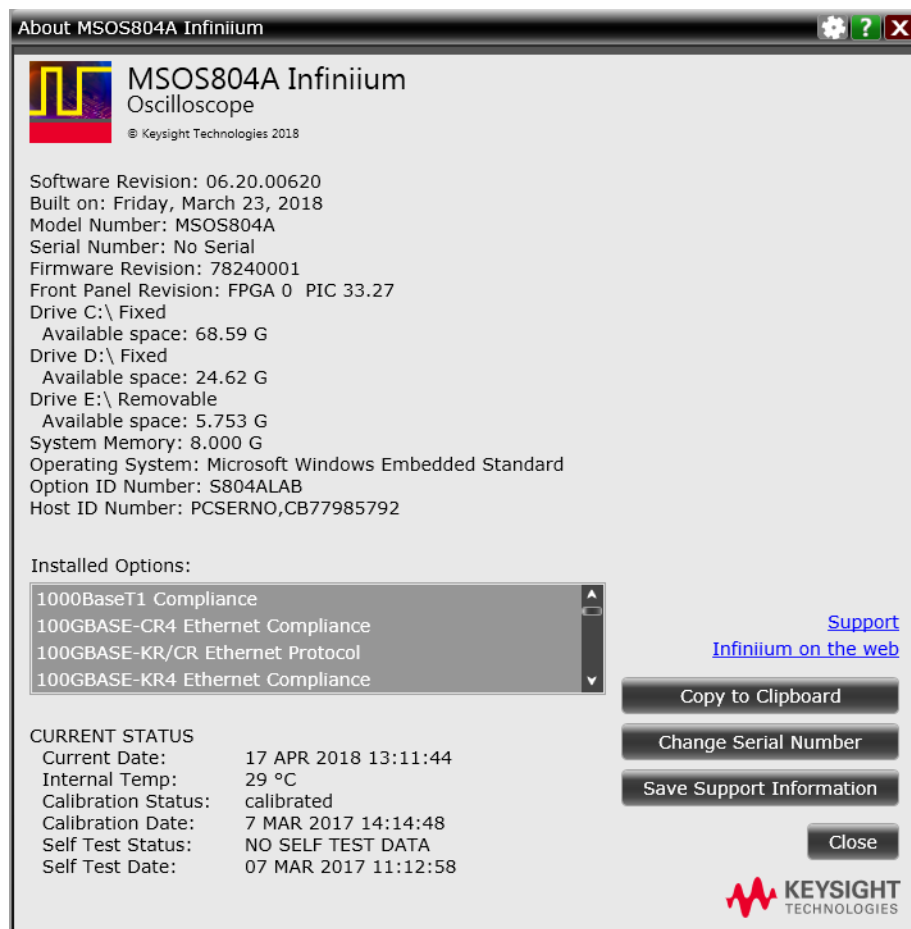 About MSOS804A Infiniium
?
X
MSOS804A Infiniium
Oscilloscope
© Keysight Technologies 2018
Software Revision: 06.20.00620
Built on: Friday, March 23, 2018
Model Number: MSOS804A
Serial Number: No Serial
Firmware Revision: 78240001
Front Panel Revision: FPGA 0  PIC 33.27
Drive C:\ Fixed
Available space: 68.59 G
Drive D:\ Fixed
Available space: 24.62 G
Drive E:\ Removable
Available space: 5.753 G
System Memory: 8.000 G
Operating System: Microsoft Windows Embedded Standard
Option ID Number: S804ALAB
Host ID Number: PCSERNO,CB77985792
Installed Options:
1000BaseT1 Compliance
100GBASE-CR4 Ethernet Compliance
100GBASE-KR/CR Ethernet Protocol
100GBASE-KR4 Ethernet Compliance
Support
Infiniium on the web
Copy to Clipboard
Change Serial Number
Save Support Information
Close
CURRENT STATUS
Current Date: 17 APR 2018 13:11:44
Internal Temp: 29 °C
Calibration Status: calibrated
Calibration Date: 7 MAR 2017 14:14:48
Self Test Status: NO SELF TEST DATA
Self Test Date: 07 MAR 2017 11:12:58
KEYSIGHT
TECHNOLOGIES